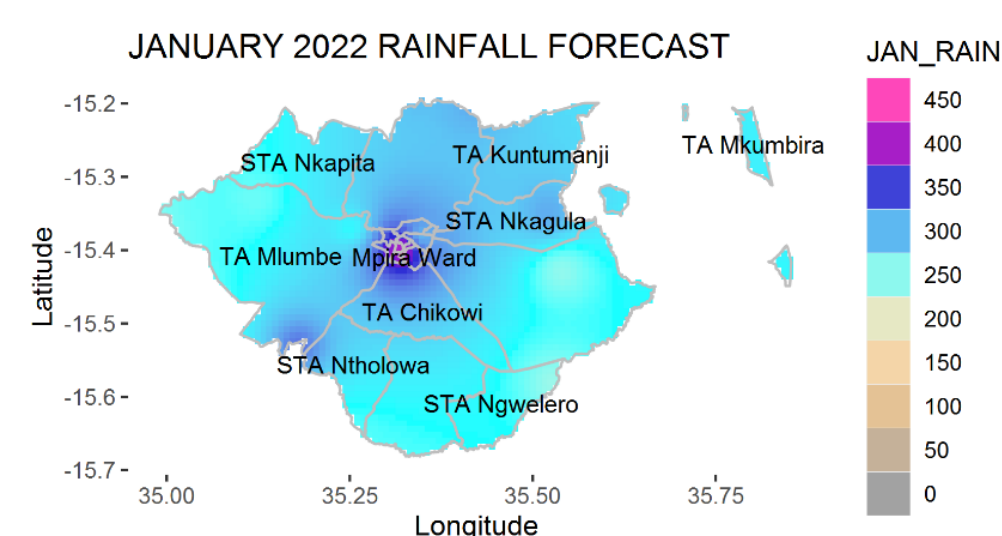 JANUARY 2022 RAINFALL FORECAST
JAN_RAIN
450
400
350
300
250
200
150
100
50
0
Latitude
-15.2
-15.3
-15.4
-15.5
-15.6
-15.7
TA Mkumbira
TA Kuntumanji
STA Nkapita
STA Nkagula
TA Mlumbe
Mpira Ward
TA Chikowi
STA Ntholowa
STA Ngwelero
35.00
35.25
35.50
35.75
Longitude